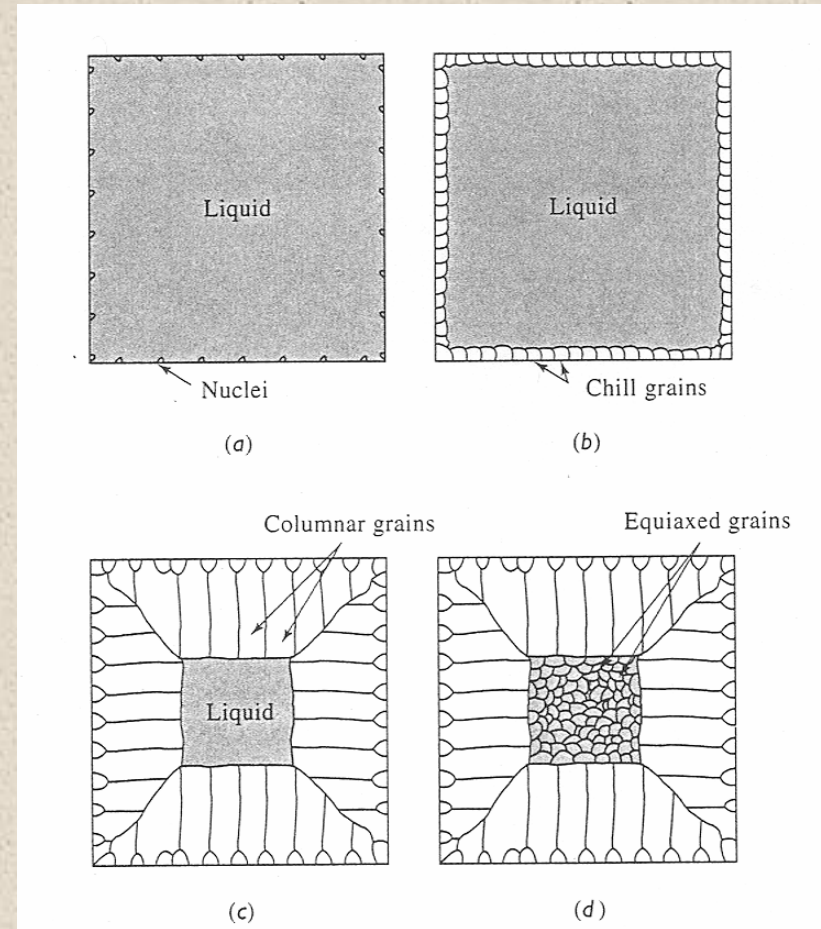 Liquid
Liquid
Nuclei
Chill grains
(a)
(b)
Columnar grains
Equiaxed grains
Liquid
(c)
(d)